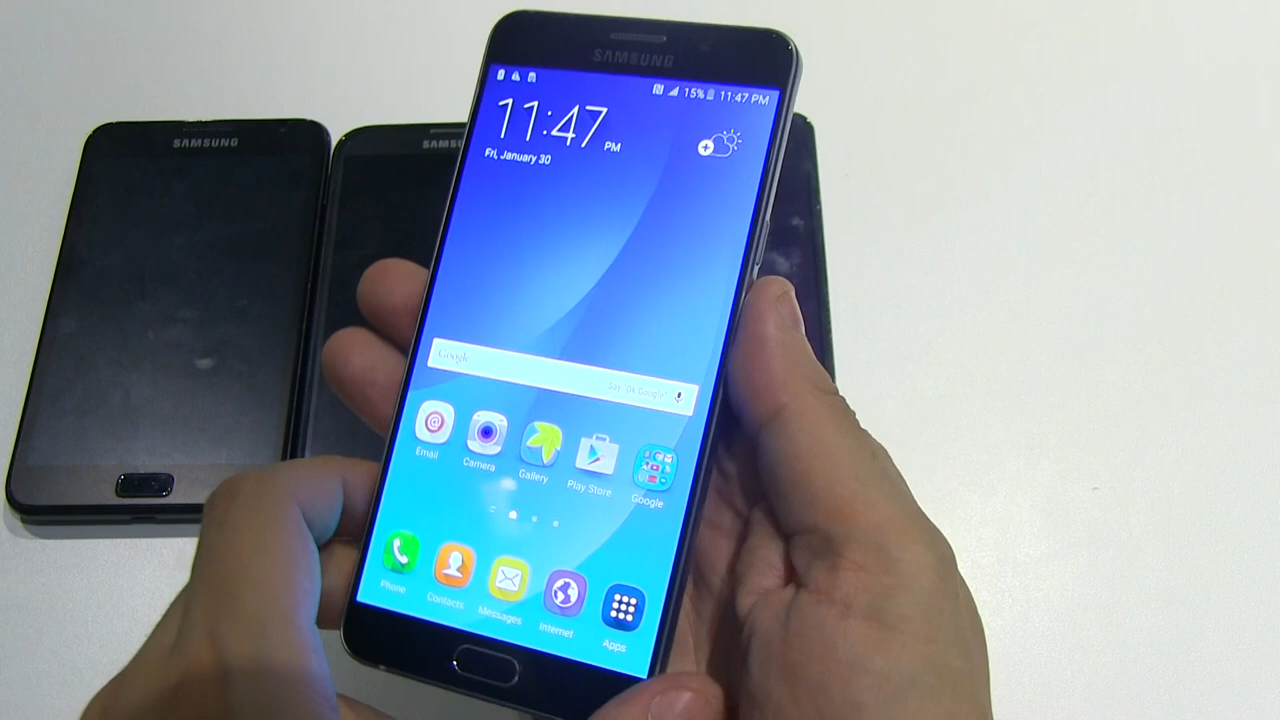 SAMSUNG
SAMSUNG
SAMSU
15% 11:47 PM
11:47 PM
Fri, January 30
Google
Say "Ok Google"
Email
Camera
Gallery
Play Store
Google
Phone
Contacts
Messages
Internet
Apps